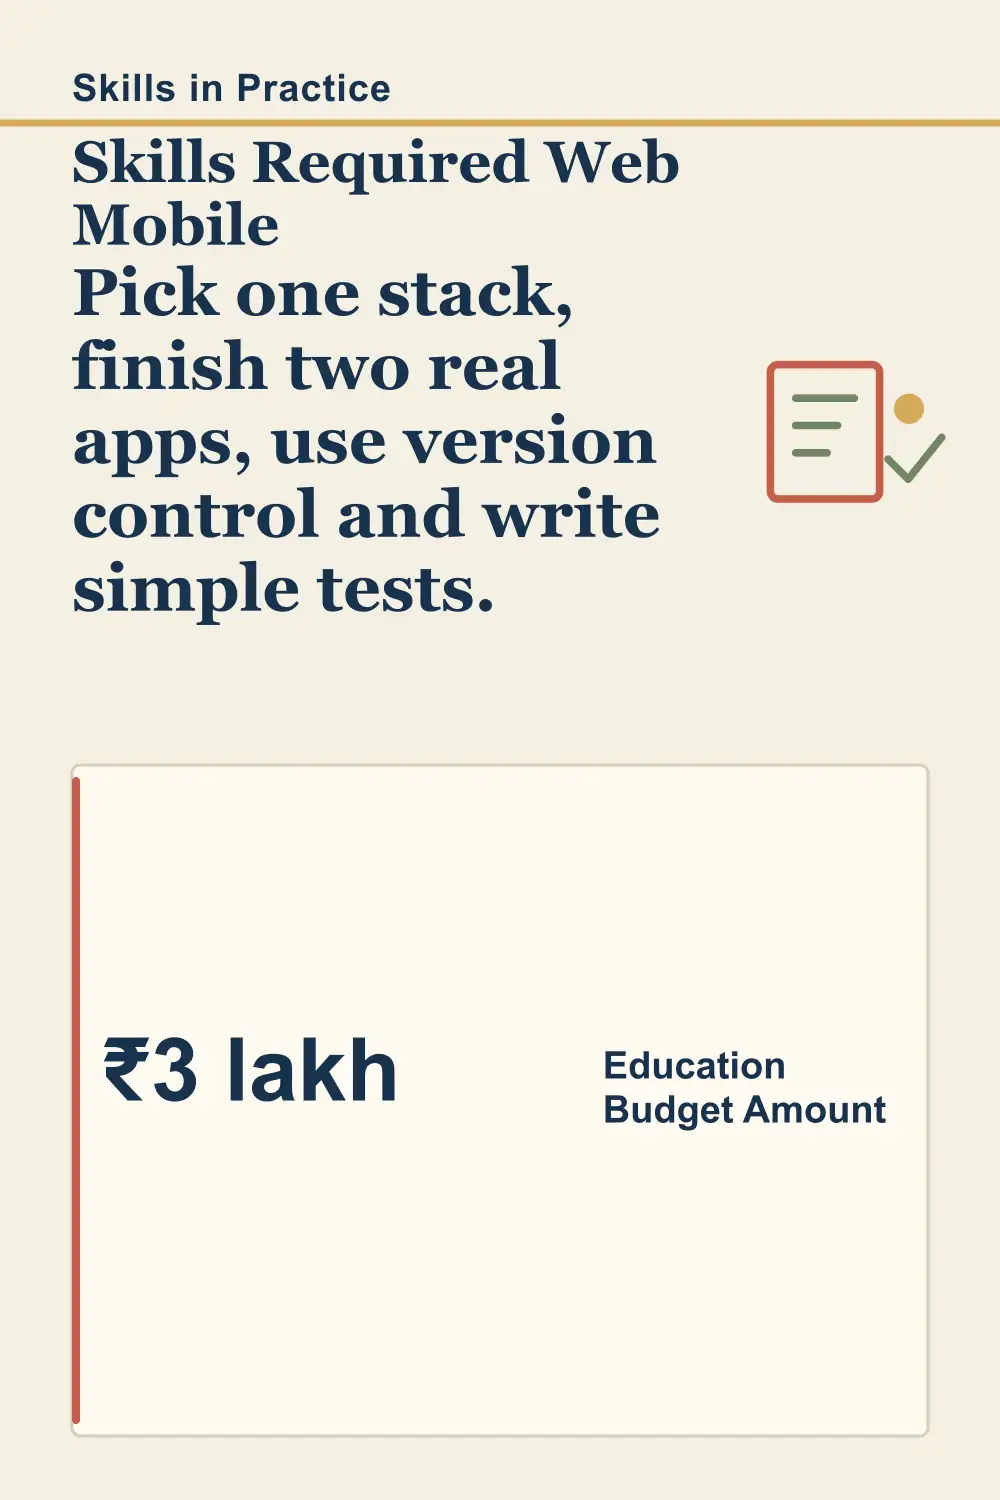 Skills in Practice
Skills Required Web
Mobile
Pick one stack,
finish two real
apps, use version
control and write
simple tests.
₹3 lakh
Education
Budget Amount